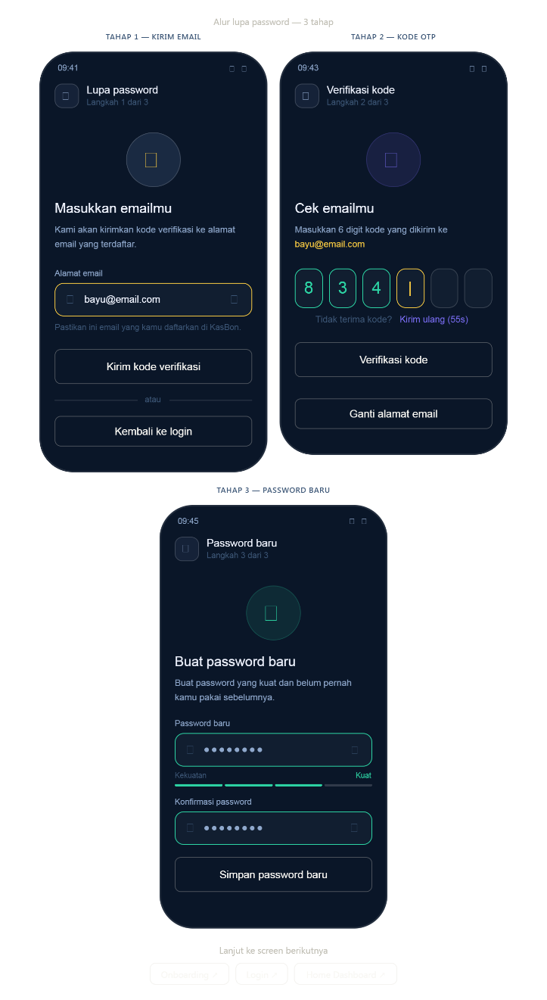 Alur lupa password — 3 tahap
TAHAP 1 — KIRIM EMAIL
09:41
Lupa password
Langkah 1 dari 3
Masukkan emailmu
Kami akan kirimkan kode verifikasi ke alamat
email yang terdaftar.
Alamat email
bayu@email.com
Pastikan ini email yang kamu daftarkan di KasBon.
Kirim kode verifikasi
atau
Kembali ke login
TAHAP 2 — KODE OTP
09:43
Verifikasi kode
Langkah 2 dari 3
Cek emailmu
Masukkan 6 digit kode yang dikirim ke
bayu@email.com
8 3 4
Tidak terima kode? Kirim ulang (55s)
Verifikasi kode
Ganti alamat email
TAHAP 3 — PASSWORD BARU
09:45
Password baru
Langkah 3 dari 3
Buat password baru
Buat password yang kuat dan belum pernah
kamu pakai sebelumnya.
Password baru
Kekuatan Kuat
Konfirmasi password
Simpan password baru
Lanjut ke screen berikutnya
Onboarding ↗ Login ↗ Home Dashboard ↗